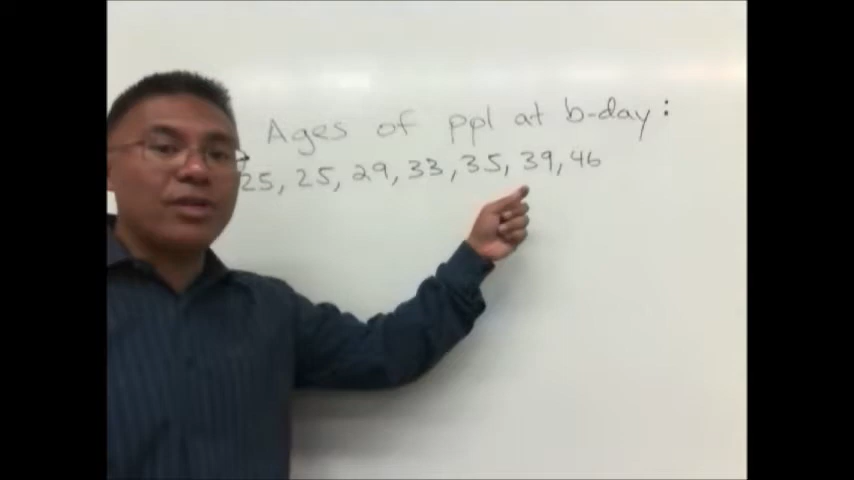 Ages of ppl at b-day:
25, 25, 29, 33, 35, 39, 46